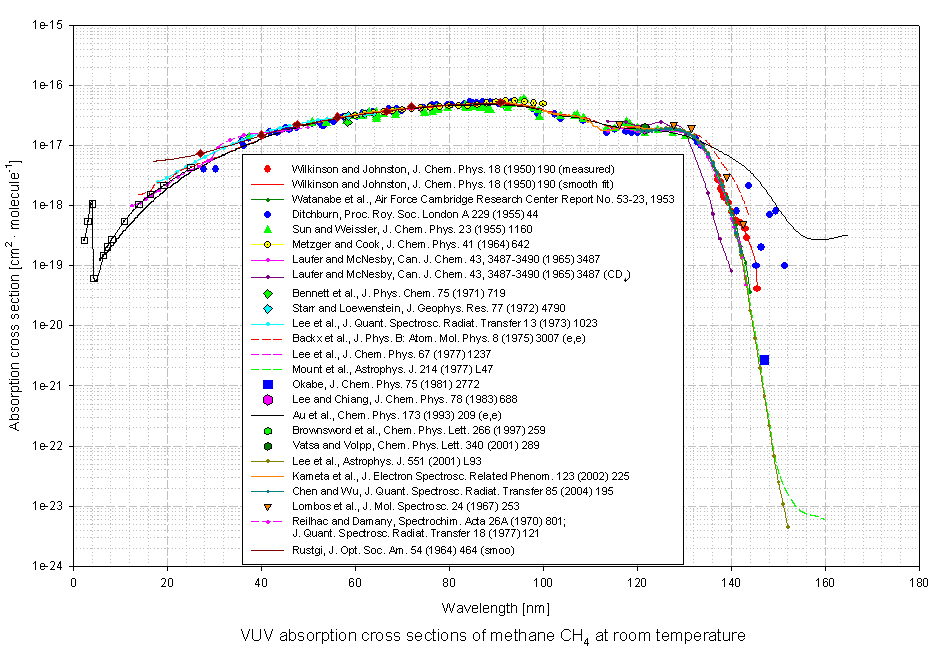 1e-15
1e-16
1e-17
1e-18
1e-19
1e-20
1e-21
1e-22
1e-23
1e-24
Absorption cross section [cm² · molecule⁻¹]
Wilkinson and Johnston, J. Chem. Phys. 18 (1950) 190 (measured)
Wilkinson and Johnston, J. Chem. Phys. 18 (1950) 190 (smooth fit)
Watanabe et al., Air Force Cambridge Research Center Report No. 53-23, 1953
Ditchburn, Proc. Roy. Soc. London A 229 (1955) 44
Sun and Weissler, J. Chem. Phys. 23 (1955) 1160
Metzger and Cook, J. Chem. Phys. 41 (1964) 642
Laufer and McNesby, Can. J. Chem. 43, 3487-3490 (1965) 3487
Laufer and McNesby, Can. J. Chem. 43, 3487-3490 (1965) 3487 (CD₄)
Bennett et al., J. Phys. Chem. 75 (1971) 719
Starr and Loewenstein, J. Geophys. Res. 77 (1972) 4790
Lee et al., J. Quant. Spectrosc. Radiat. Transfer 13 (1973) 1023
Backx et al., J. Phys. B: Atom. Mol. Phys. 8 (1975) 3007 (e,e)
Lee et al., J. Chem. Phys. 67 (1977) 1237
Mount et al., Astrophys. J. 214 (1977) L47
Okabe, J. Chem. Phys. 75 (1981) 2772
Lee and Chiang, J. Chem. Phys. 78 (1983) 688
Au et al., Chem. Phys. 173 (1993) 209 (e,e)
Brownsword et al., Chem. Phys. Lett. 266 (1997) 259
Vatsa and Volpp, Chem. Phys. Lett. 340 (2001) 289
Lee et al., Astrophys. J. 551 (2001) L93
Kameta et al., J. Electron Spectrosc. Related Phenom. 123 (2002) 225
Chen and Wu, J. Quant. Spectrosc. Radiat. Transfer 85 (2004) 195
Lombos et al., J. Mol. Spectrosc. 24 (1967) 253
Reilhac and Damany, Spectrochim. Acta 26A (1970) 801;
J. Quant. Spectrosc. Radiat. Transfer 18 (1977) 121
Rustgi, J. Opt. Soc. Am. 54 (1964) 464 (smoo)
0 20 40 60 80 100 120 140 160 180
Wavelength [nm]
VUV absorption cross sections of methane CH₄ at room temperature